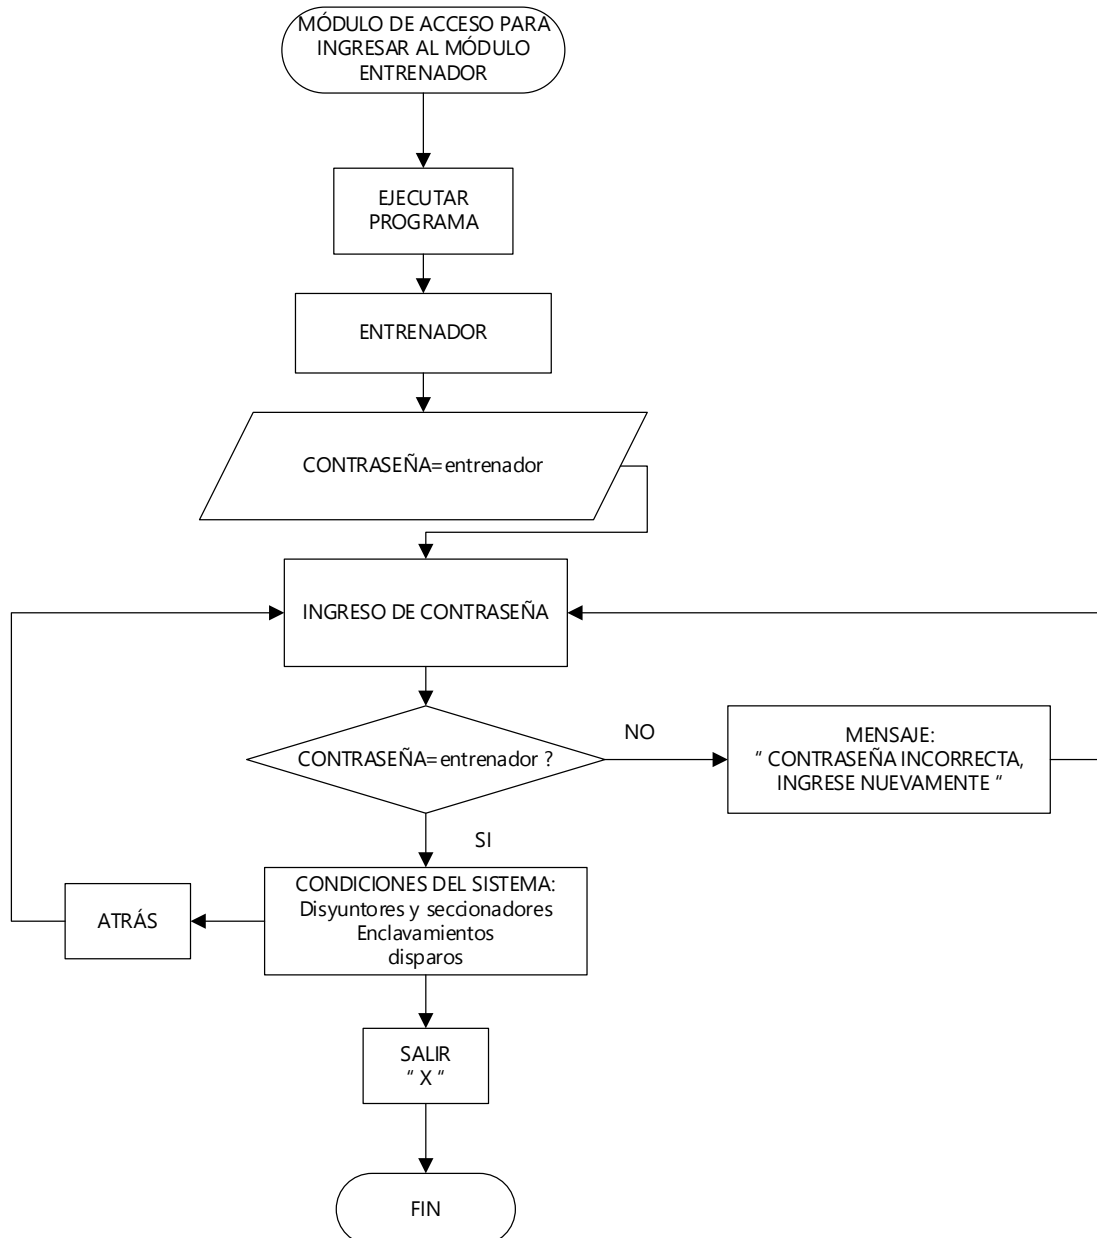 MÓDULO DE ACCESO PARA
INGRESAR AL MÓDULO
ENTRENADOR
EJECUTAR
PROGRAMA
ENTRENADOR
CONTRASEÑA=entrenador
INGRESO DE CONTRASEÑA
CONTRASEÑA=entrenador ?
NO
MENSAJE:
“ CONTRASEÑA INCORRECTA,
INGRESE NUEVAMENTE “
SI
CONDICIONES DEL SISTEMA:
Disyuntores y seccionadores
Enclavamientos
disparos
ATRÁS
SALIR
“ X “
FIN